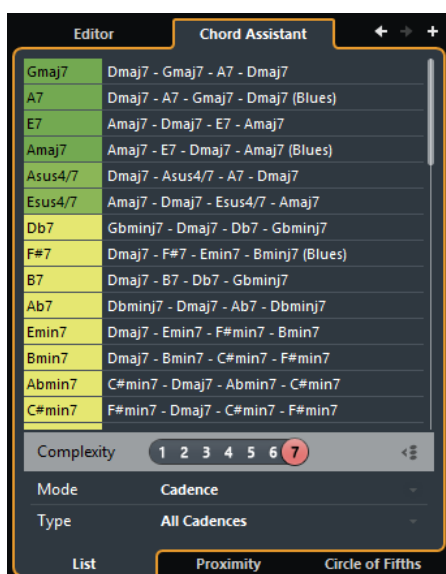 Editor Chord Assistant
Gmaj7 Dmaj7 - Gmaj7 - A7 - Dmaj7
A7 Dmaj7 - A7 - Gmaj7 - Dmaj7 (Blues)
E7 Amaj7 - Dmaj7 - E7 - Amaj7
Amaj7 Amaj7 - E7 - Dmaj7 - Amaj7 (Blues)
Asus4/7 Dmaj7 - Asus4/7 - A7 - Dmaj7
Esus4/7 Amaj7 - Dmaj7 - Esus4/7 - Amaj7
Db7 Gbminj7 - Dmaj7 - Db7 - Gbminj7
F#7 Dmaj7 - F#7 - Emin7 - Bminj7 (Blues)
B7 Dmaj7 - B7 - Db7 - Gbminj7
Ab7 Dbminj7 - Dmaj7 - Ab7 - Dbminj7
Emin7 Dmaj7 - Emin7 - F#min7 - Bmin7
Bmin7 Dmaj7 - Bmin7 - C#min7 - F#min7
Abmin7 C#min7 - Dmaj7 - Abmin7 - C#min7
C#min7 F#min7 - Dmaj7 - C#min7 - F#min7
Complexity 1 2 3 4 5 6 7
Mode Cadence
Type All Cadences
List Proximity Circle of Fifths